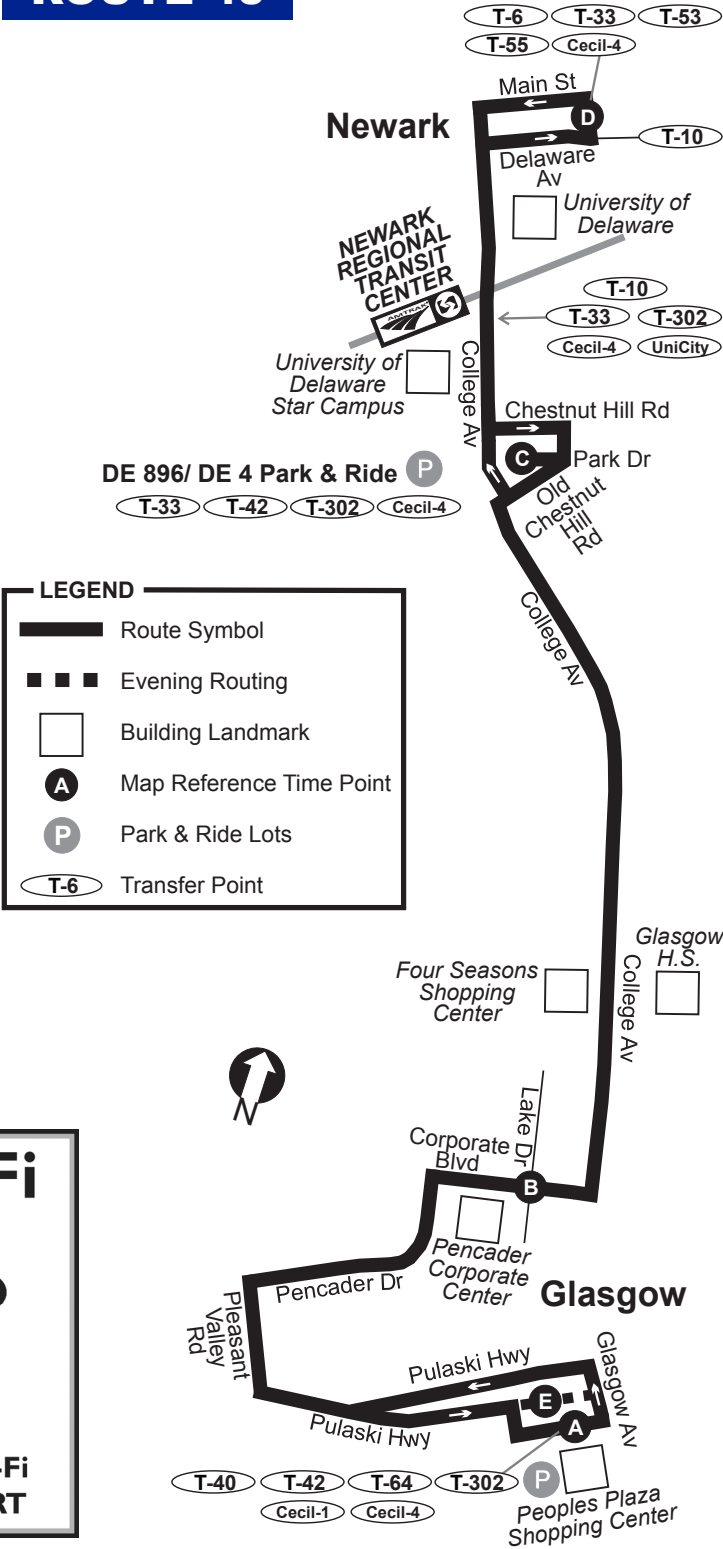 T-6 T-33 T-53
T-55 Cecil-4
Main St
D
Newark
T-10
Delaware
Av
University of
Delaware
NEWARK
REGIONAL
TRANSIT
CENTER
AMTRAK
T-10
T-33 T-302
Cecil-4 UniCity
University of
Delaware
Star Campus
College Av
Chestnut Hill Rd
C
Park Dr
Old
Chestnut
Hill
Rd
DE 896/ DE 4 Park & Ride P
T-33 T-42 T-302 Cecil-4
LEGEND
Route Symbol
Evening Routing
Building Landmark
A Map Reference Time Point
P Park & Ride Lots
T-6 Transfer Point
College Av
Glasgow
H.S.
Four Seasons
Shopping
Center
College Av
N
Lake Dr
Corporate
Blvd
B
Pencader
Corporate
Center
Glasgow
Pencader Dr
Pleasant
Valley
Rd
Pulaski Hwy
Glasgow Av
E
A
Pulaski Hwy
T-40 T-42 T-64 T-302 P
Cecil-1 Cecil-4
Peoples Plaza
Shopping Center